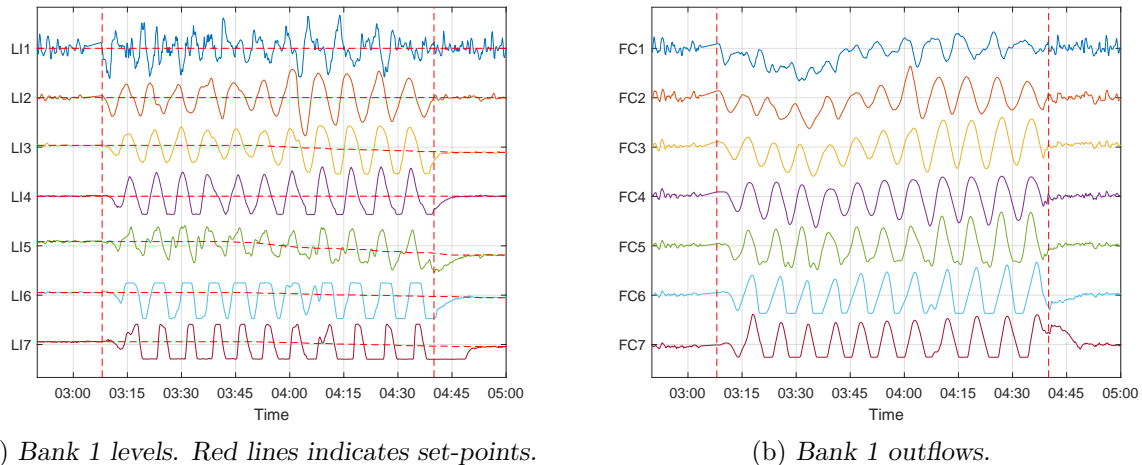 LI1
LI2
LI3
LI4
LI5
LI6
LI7
03:00 03:15 03:30 03:45 04:00 04:15 04:30 04:45 05:00
Time
) Bank 1 levels. Red lines indicates set-points.
FC1
FC2
FC3
FC4
FC5
FC6
FC7
03:00 03:15 03:30 03:45 04:00 04:15 04:30 04:45 05:00
Time
(b) Bank 1 outflows.